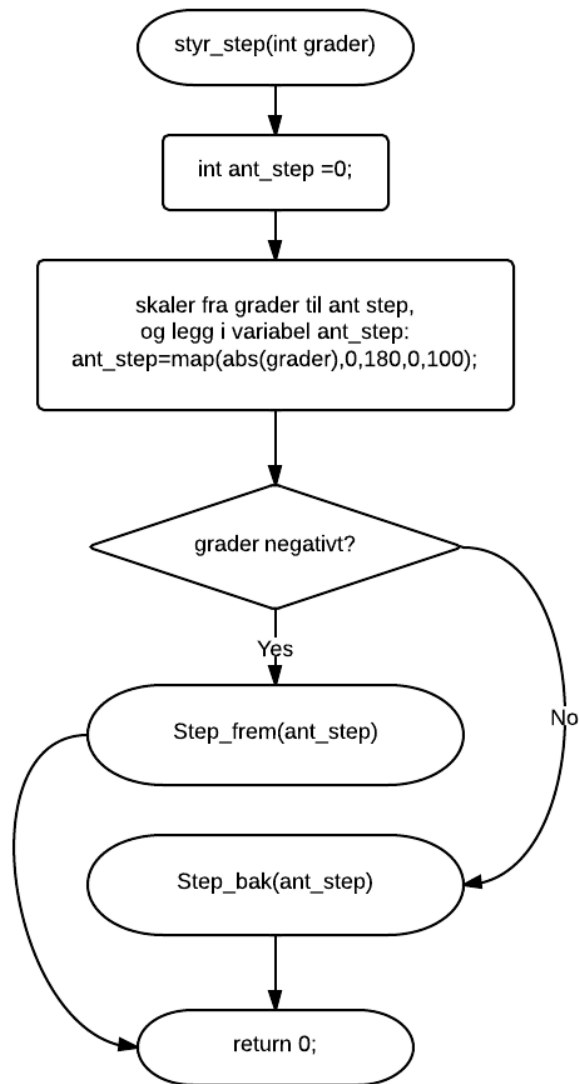 styr_step(int grader)
int ant_step =0;
skaler fra grader til ant step,
og legg i variabel ant_step:
ant_step=map(abs(grader),0,180,0,100);
grader negativt?
Yes
Step_frem(ant_step)
No
Step_bak(ant_step)
return 0;